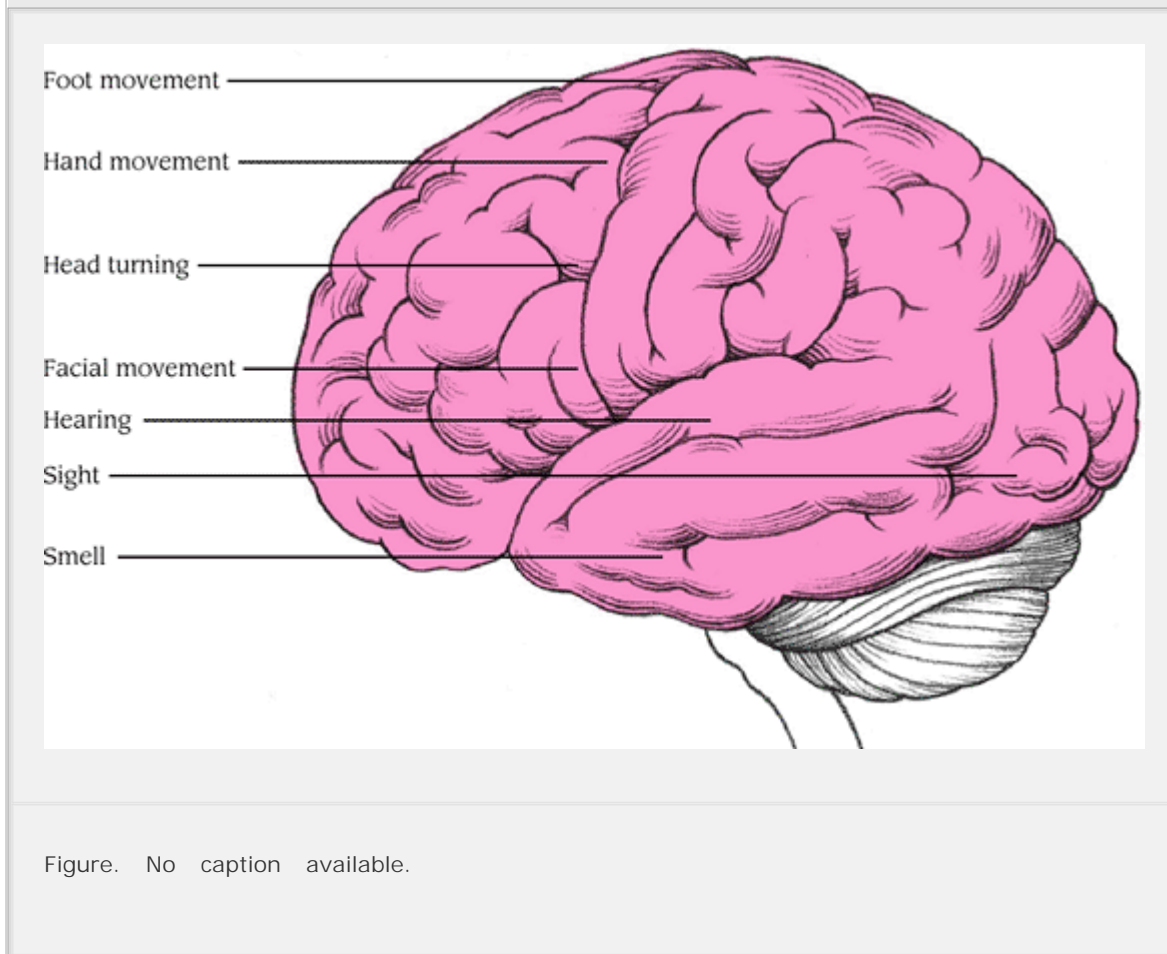 Foot movement
Hand movement
Head turning
Facial movement
Hearing
Sight
Smell
Figure. No caption available.